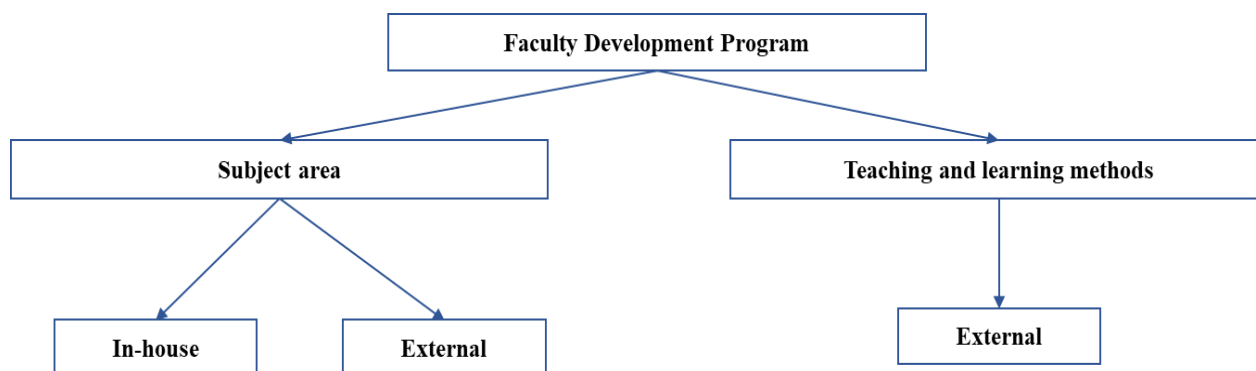 Faculty Development Program
Subject area
Teaching and learning methods
In-house
External
External